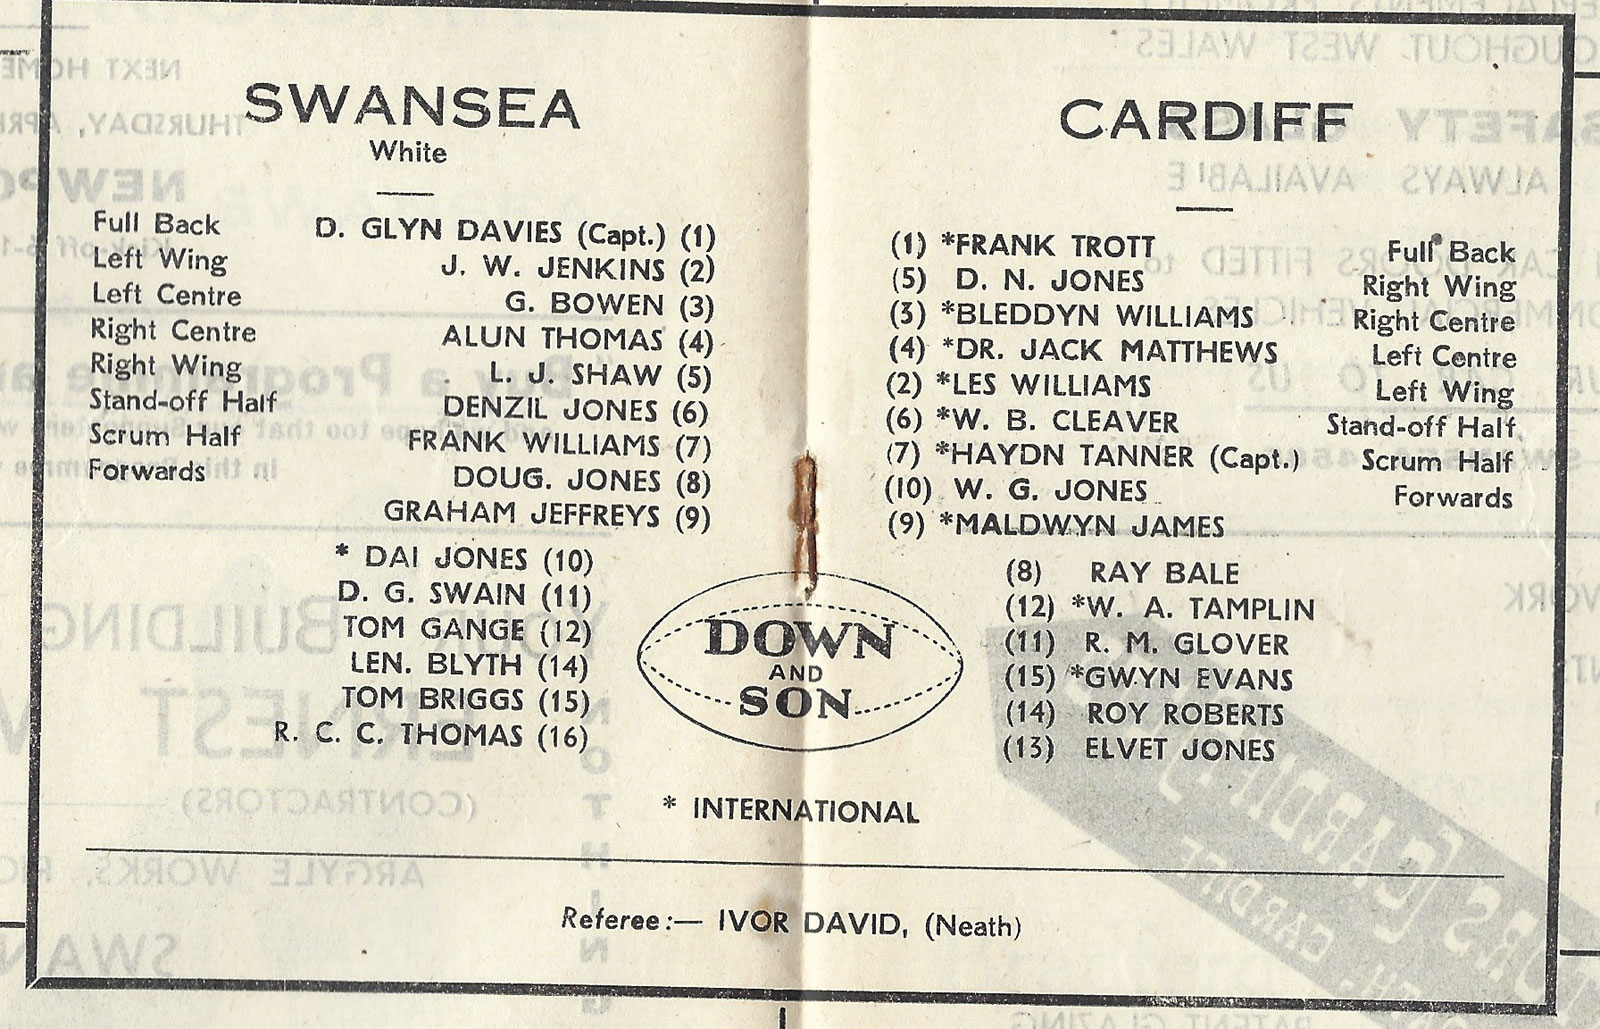 SWANSEA
White
Full Back D. GLYN DAVIES (Capt.) (1)
Left Wing J. W. JENKINS (2)
Left Centre G. BOWEN (3)
Right Centre ALUN THOMAS (4)
Right Wing L. J. SHAW (5)
Stand-off Half DENZIL JONES (6)
Scrum Half FRANK WILLIAMS (7)
Forwards DOUG. JONES (8)
GRAHAM JEFFREYS (9)
* DAI JONES (10)
D. G. SWAIN (11)
TOM GANGE (12)
LEN. BLYTH (14)
TOM BRIGGS (15)
R. C. C. THOMAS (16)
CARDIFF
(1) *FRANK TROTT Full Back
(5) D. N. JONES Right Wing
(3) *BLEDDYN WILLIAMS Right Centre
(4) *DR. JACK MATTHEWS Left Centre
(2) *LES WILLIAMS Left Wing
(6) *W. B. CLEAVER Stand-off Half
(7) *HAYDN TANNER (Capt.) Scrum Half
(10) W. G. JONES Forwards
(9) *MALDWYN JAMES
(8) RAY BALE
(12) *W. A. TAMPLIN
(11) R. M. GLOVER
(15) *GWYN EVANS
(14) ROY ROBERTS
(13) ELVET JONES
DOWN
AND
SON
* INTERNATIONAL
Referee:— IVOR DAVID, (Neath)